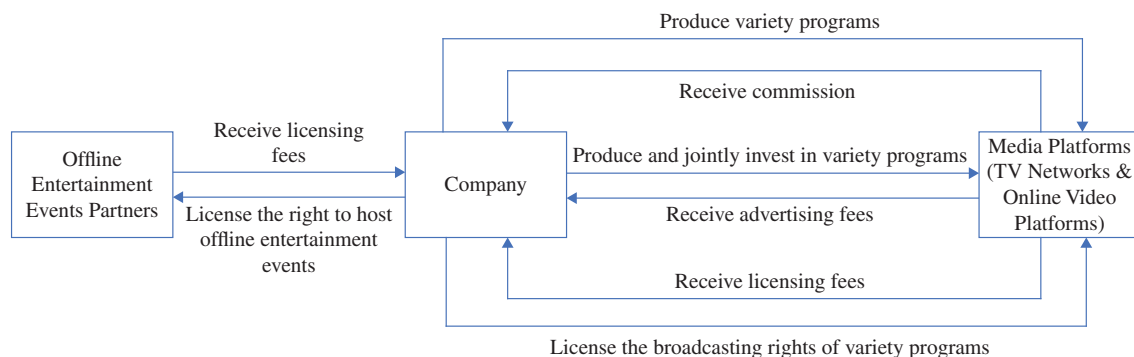 Produce variety programs
Receive commission
Receive licensing
fees
Offline
Entertainment
Events Partners
License the right to host
offline entertainment
events
Company
Produce and jointly invest in variety programs
Receive advertising fees
Media Platforms
(TV Networks &
Online Video
Platforms)
Receive licensing fees
License the broadcasting rights of variety programs